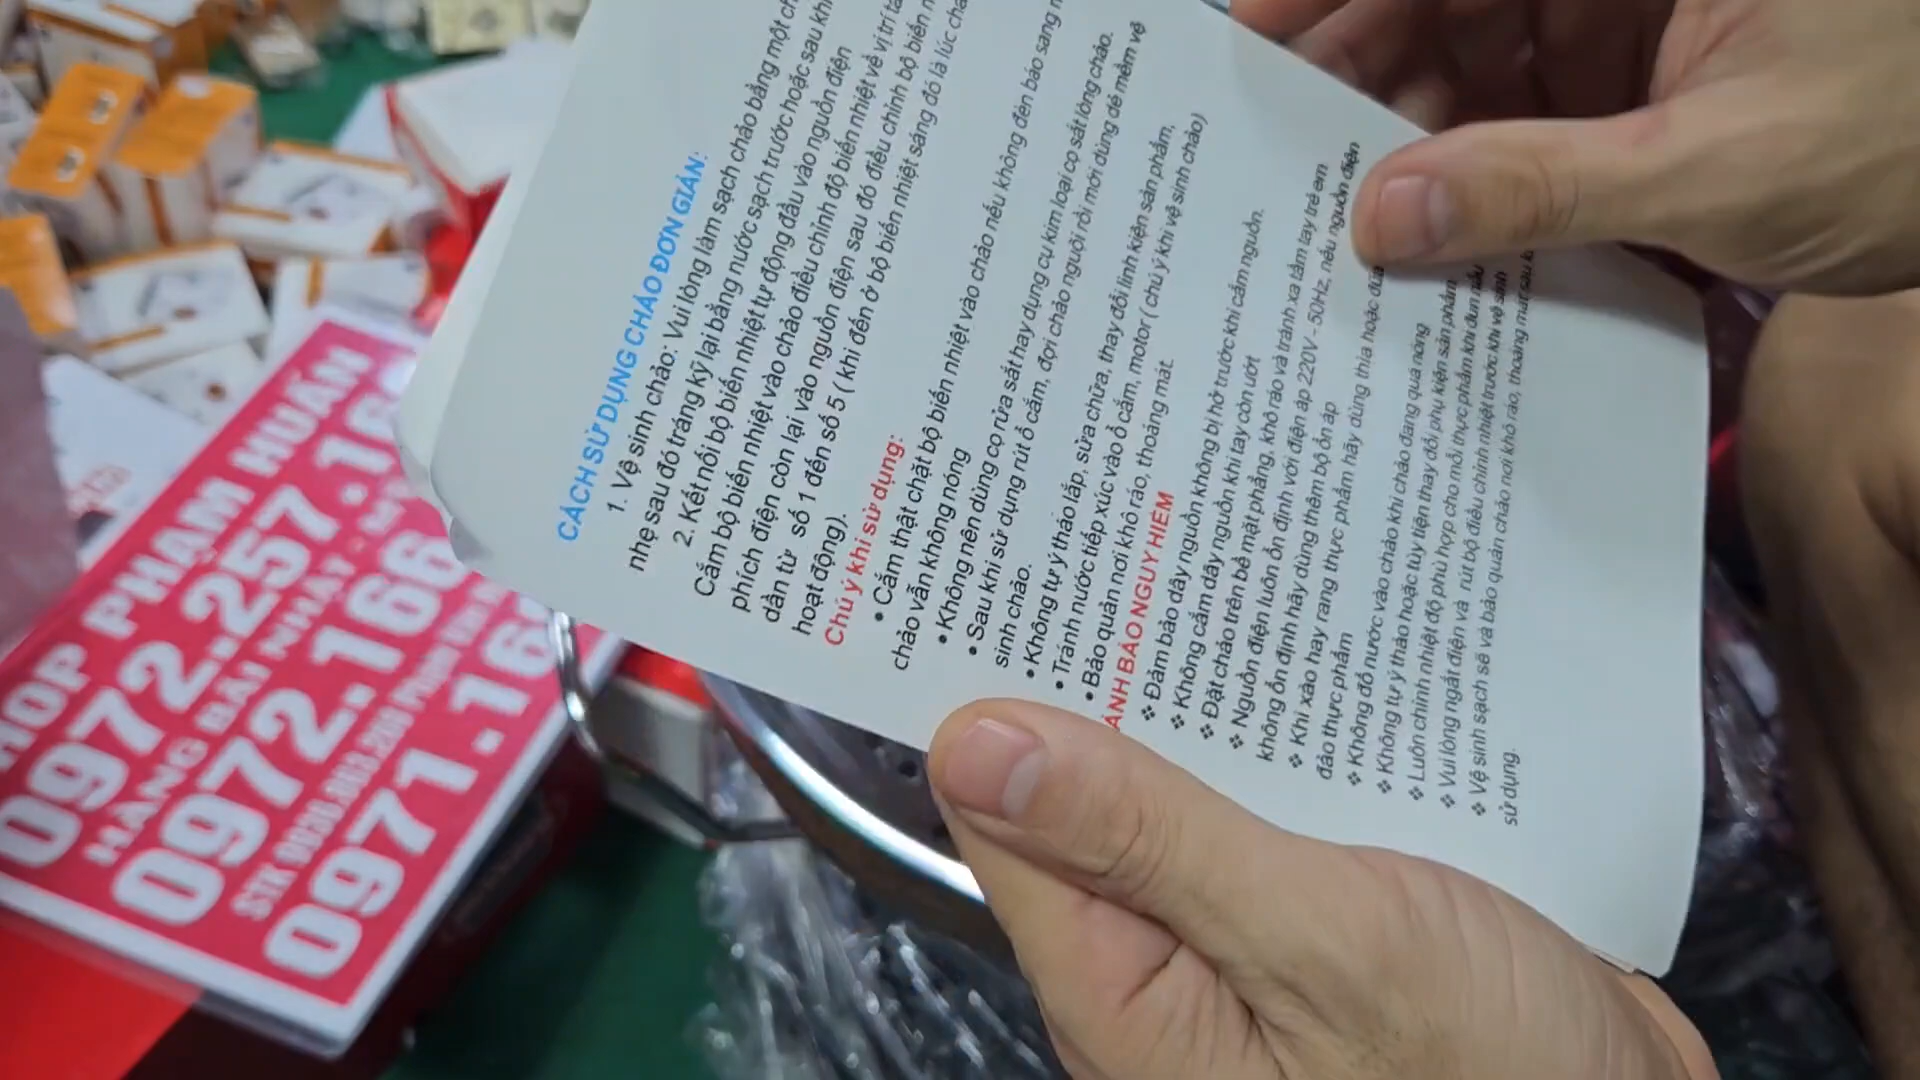 CÁCH SỬ DỤNG CHẢO ĐƠN GIẢN:
1. Vệ sinh chảo: Vui lòng làm sạch chảo bằng một
nhẹ sau đó tráng kỹ lại bằng nước sạch trước hoặc sau khi
2. Kết nối bộ biến nhiệt tự động đầu vào nguồn điện
Cắm bộ biến nhiệt vào chảo điều chỉnh độ biến nhiệt về vị trí
phích điện còn lại vào nguồn điện sau đó điều chỉnh bộ biến
dần từ số 1 đến số 5 ( khi đèn ở bộ biến nhiệt sáng đó là lúc
hoạt động).
Chú ý khi sử dụng:
• Cắm thật chặt bộ biến nhiệt vào chảo nếu không đèn báo sang
chảo vẫn không nóng
• Không nên dùng cọ rửa sắt hay dụng cụ kim loại cọ sát lòng chảo.
• Sau khi sử dụng rút ổ cắm, đợi chảo nguội rồi mới dùng dẻ mềm vệ
sinh chảo.
• Không tự ý tháo lắp, sửa chữa, thay đổi linh kiện sản phẩm,
• Tránh nước tiếp xúc vào ổ cắm, motor ( chú ý khi vệ sinh chảo)
• Bảo quản nơi khô ráo, thoáng mát.
ẢNH BÁO NGUY HIỂM
❖ Đảm bảo dây nguồn không bị hở trước khi cắm nguồn.
❖ Không cắm dây nguồn khi tay còn ướt
❖ Đặt chảo trên bề mặt phẳng, khô ráo và tránh xa tầm tay trẻ em
❖ Nguồn điện luôn ổn định với điện áp 220V - 50Hz, nếu nguồn điện
không ổn định hãy dùng thêm bộ ổn áp
❖ Khi xào hay rang thực phẩm hãy dùng thìa hoặc đũa
đảo thực phẩm
❖ Không đổ nước vào chảo khi chảo đang quá nóng
❖ Không tự ý tháo hoặc tùy tiện thay đổi phụ kiện sản phẩm
❖ Luôn chỉnh nhiệt độ phù hợp cho mỗi thực phẩm khi đun nấu
❖ Vui lòng ngắt điện và rút bộ điều chỉnh nhiệt trước khi vệ sinh
❖ Vệ sinh sạch sẽ và bảo quản chảo nơi khô ráo, thoáng mát sau
sử dụng.
HOP PHẠM HUẤN
0972.257.1
HÀNG BÃI NHẬT - MỸ
0972.166
STK 9030.003.260 Phạm Văn
0971.16